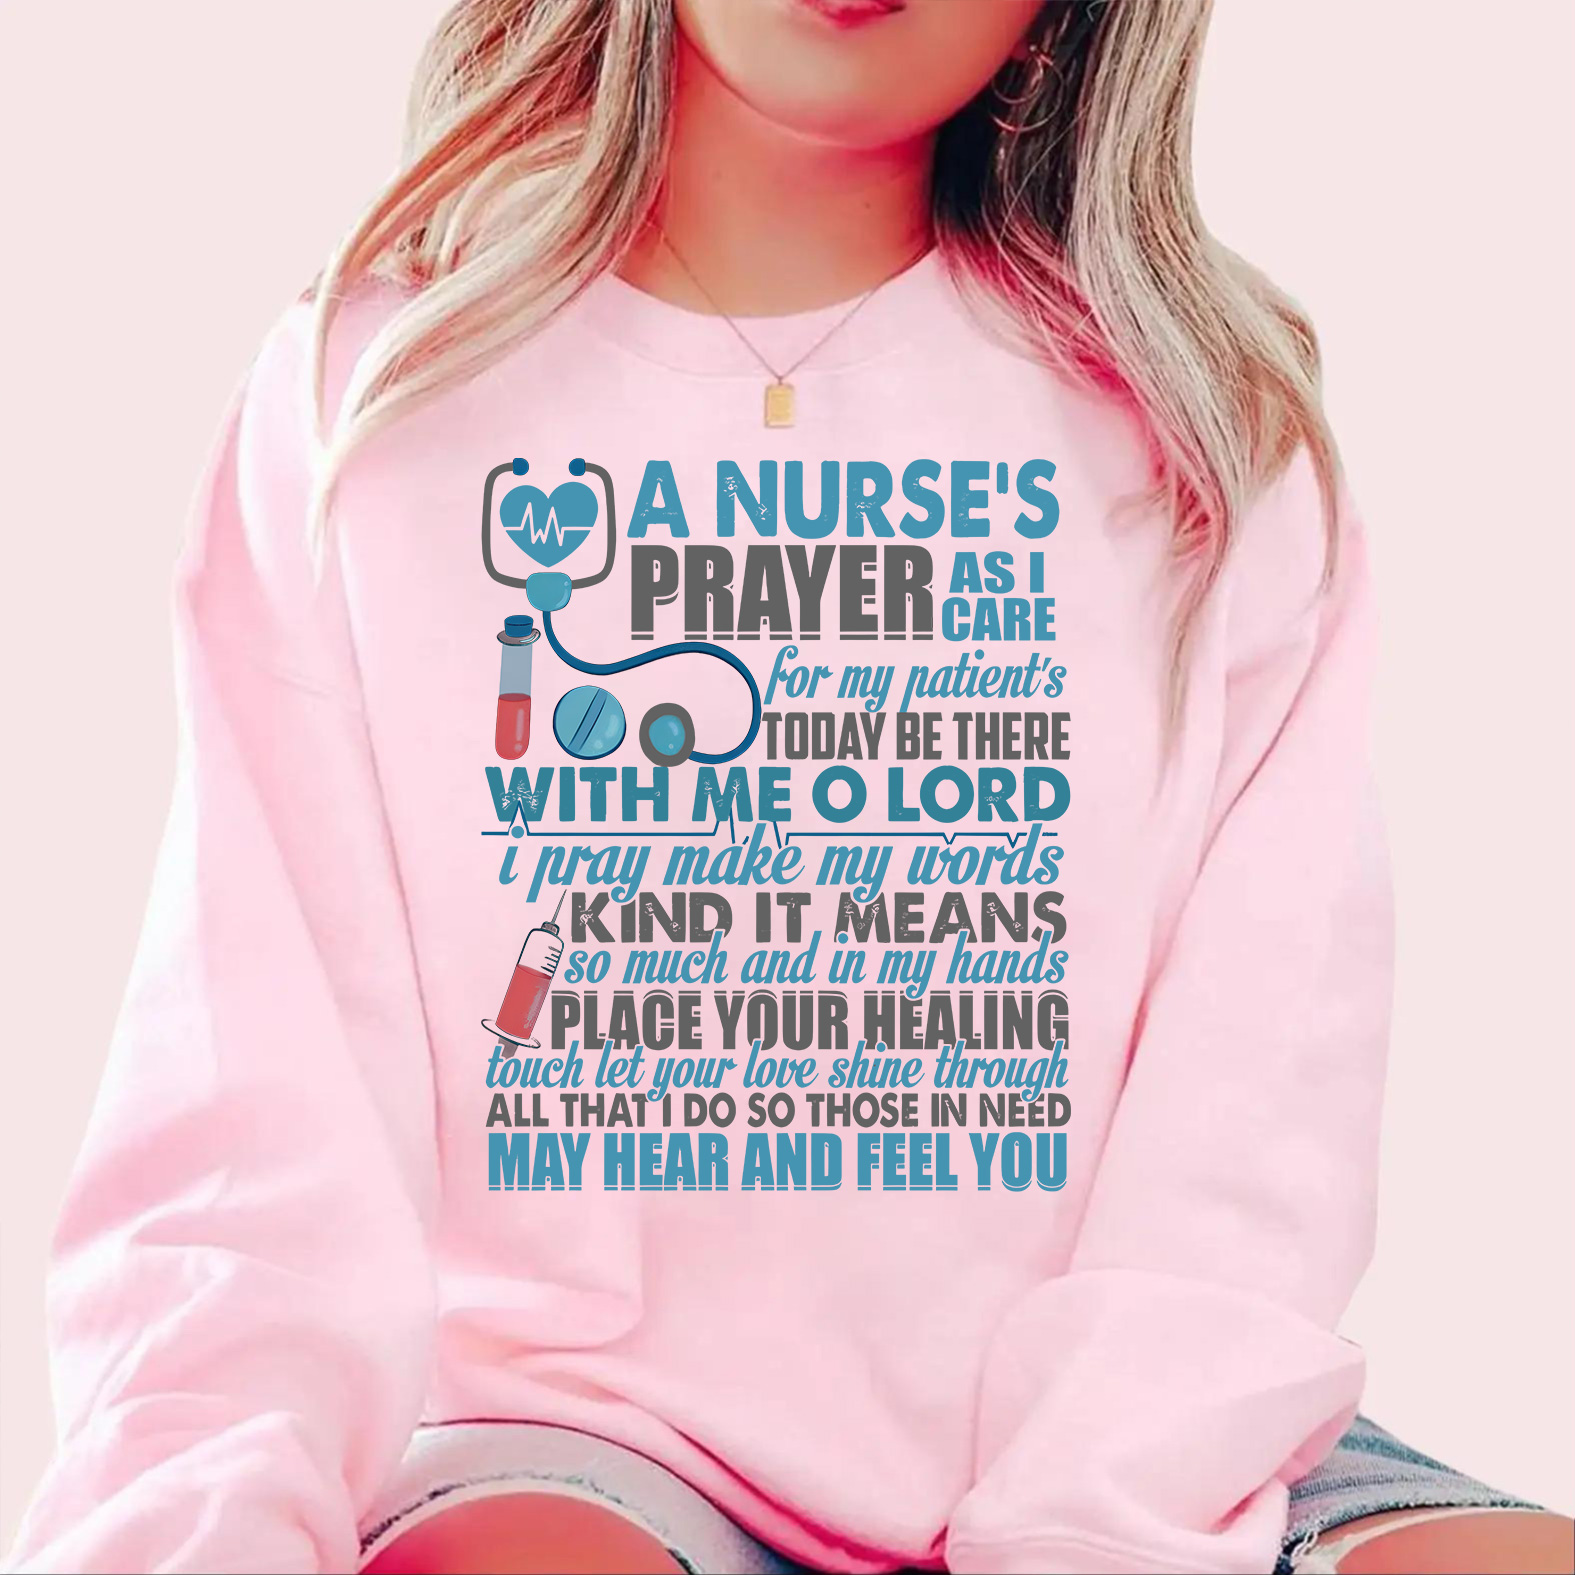 A NURSE'S
PRAYER AS I
CARE
for my patient's
TODAY BE THERE
WITH ME O LORD
i pray make my words
KIND IT MEANS
so much and in my hands
PLACE YOUR HEALING
touch let your love shine through
ALL THAT I DO SO THOSE IN NEED
MAY HEAR AND FEEL YOU